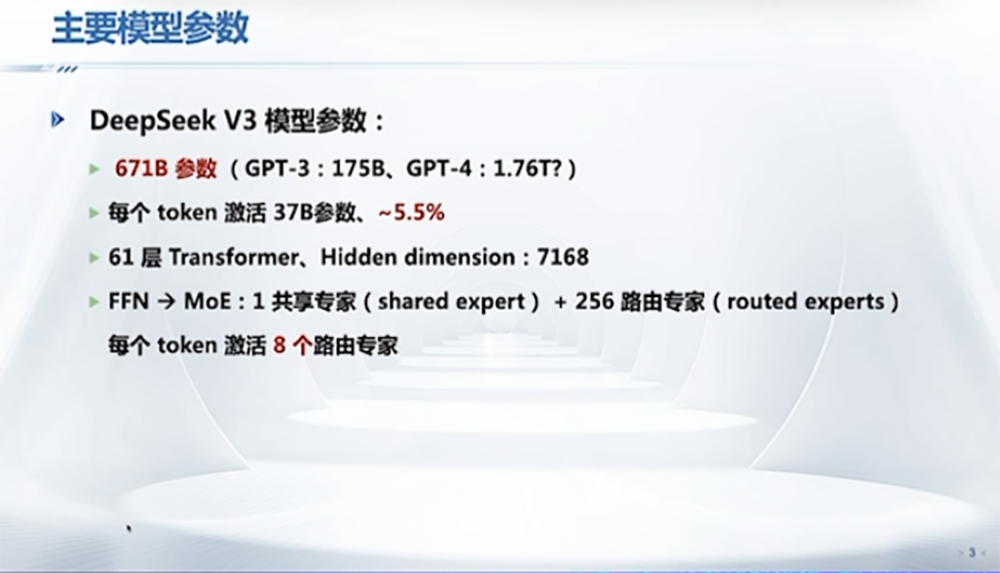 主要模型参数
DeepSeek V3 模型参数：
671B 参数（GPT-3：175B、GPT-4：1.76T?）
每个 token 激活 37B参数、~5.5%
61 层 Transformer、Hidden dimension：7168
FFN → MoE：1 共享专家（shared expert） + 256 路由专家（routed experts）
每个 token 激活 8 个路由专家
3